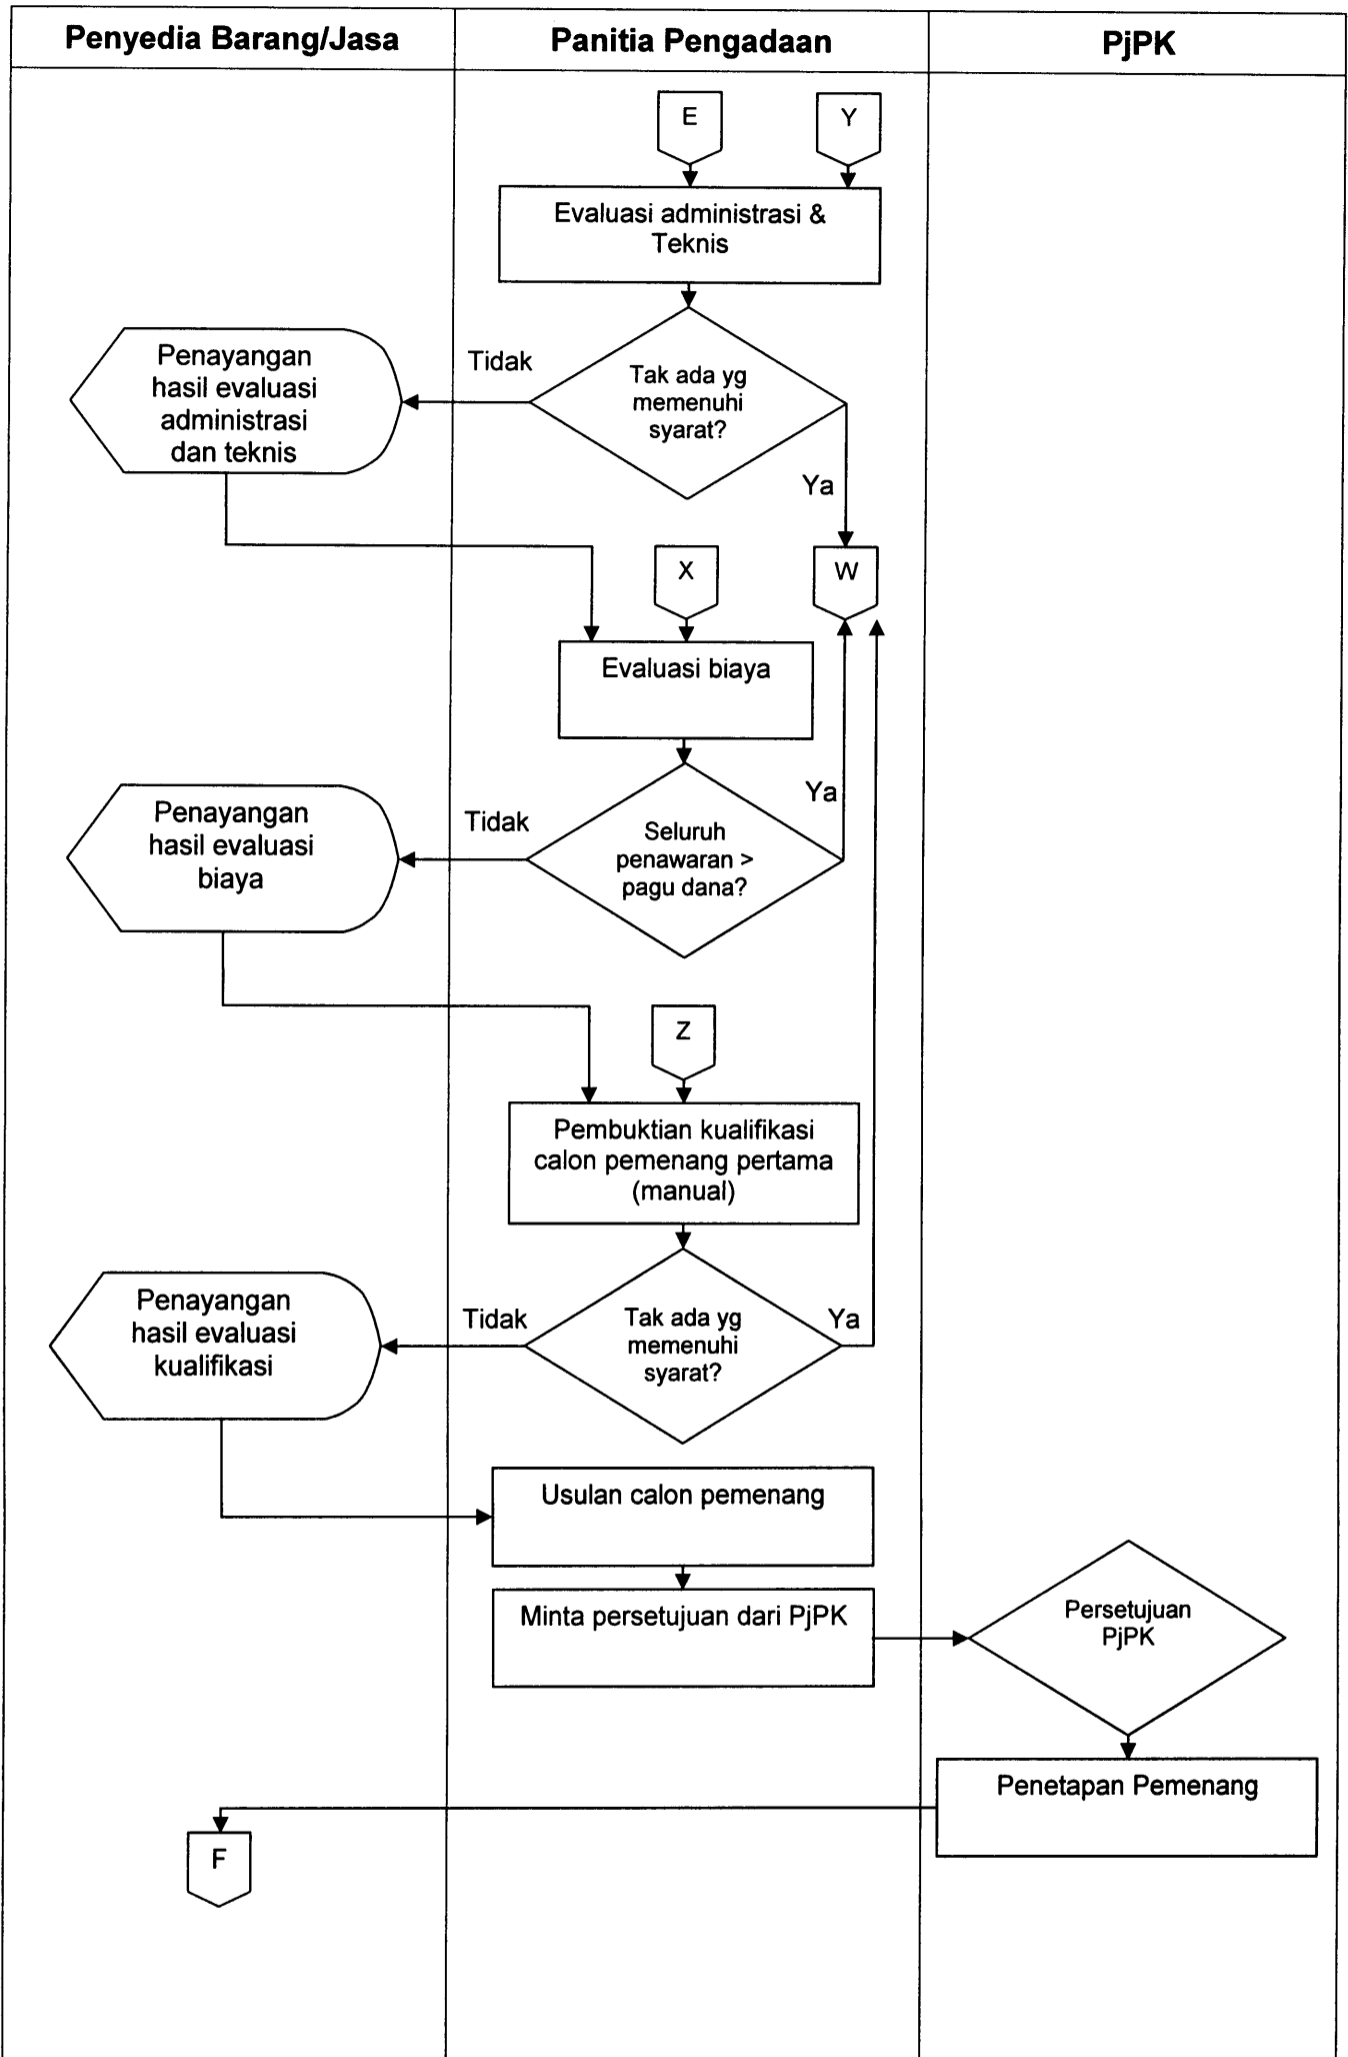 Penyedia Barang/Jasa
Panitia Pengadaan
PjPK
E
Y
Evaluasi administrasi &
Teknis
Penayangan
hasil evaluasi
administrasi
dan teknis
Tidak
Tak ada yg
memenuhi
syarat?
Ya
X
W
Evaluasi biaya
Penayangan
hasil evaluasi
biaya
Tidak
Seluruh
penawaran >
pagu dana?
Ya
Z
Pembuktian kualifikasi
calon pemenang pertama
(manual)
Penayangan
hasil evaluasi
kualifikasi
Tidak
Tak ada yg
memenuhi
syarat?
Ya
Usulan calon pemenang
Minta persetujuan dari PjPK
Persetujuan
PjPK
Penetapan Pemenang
F